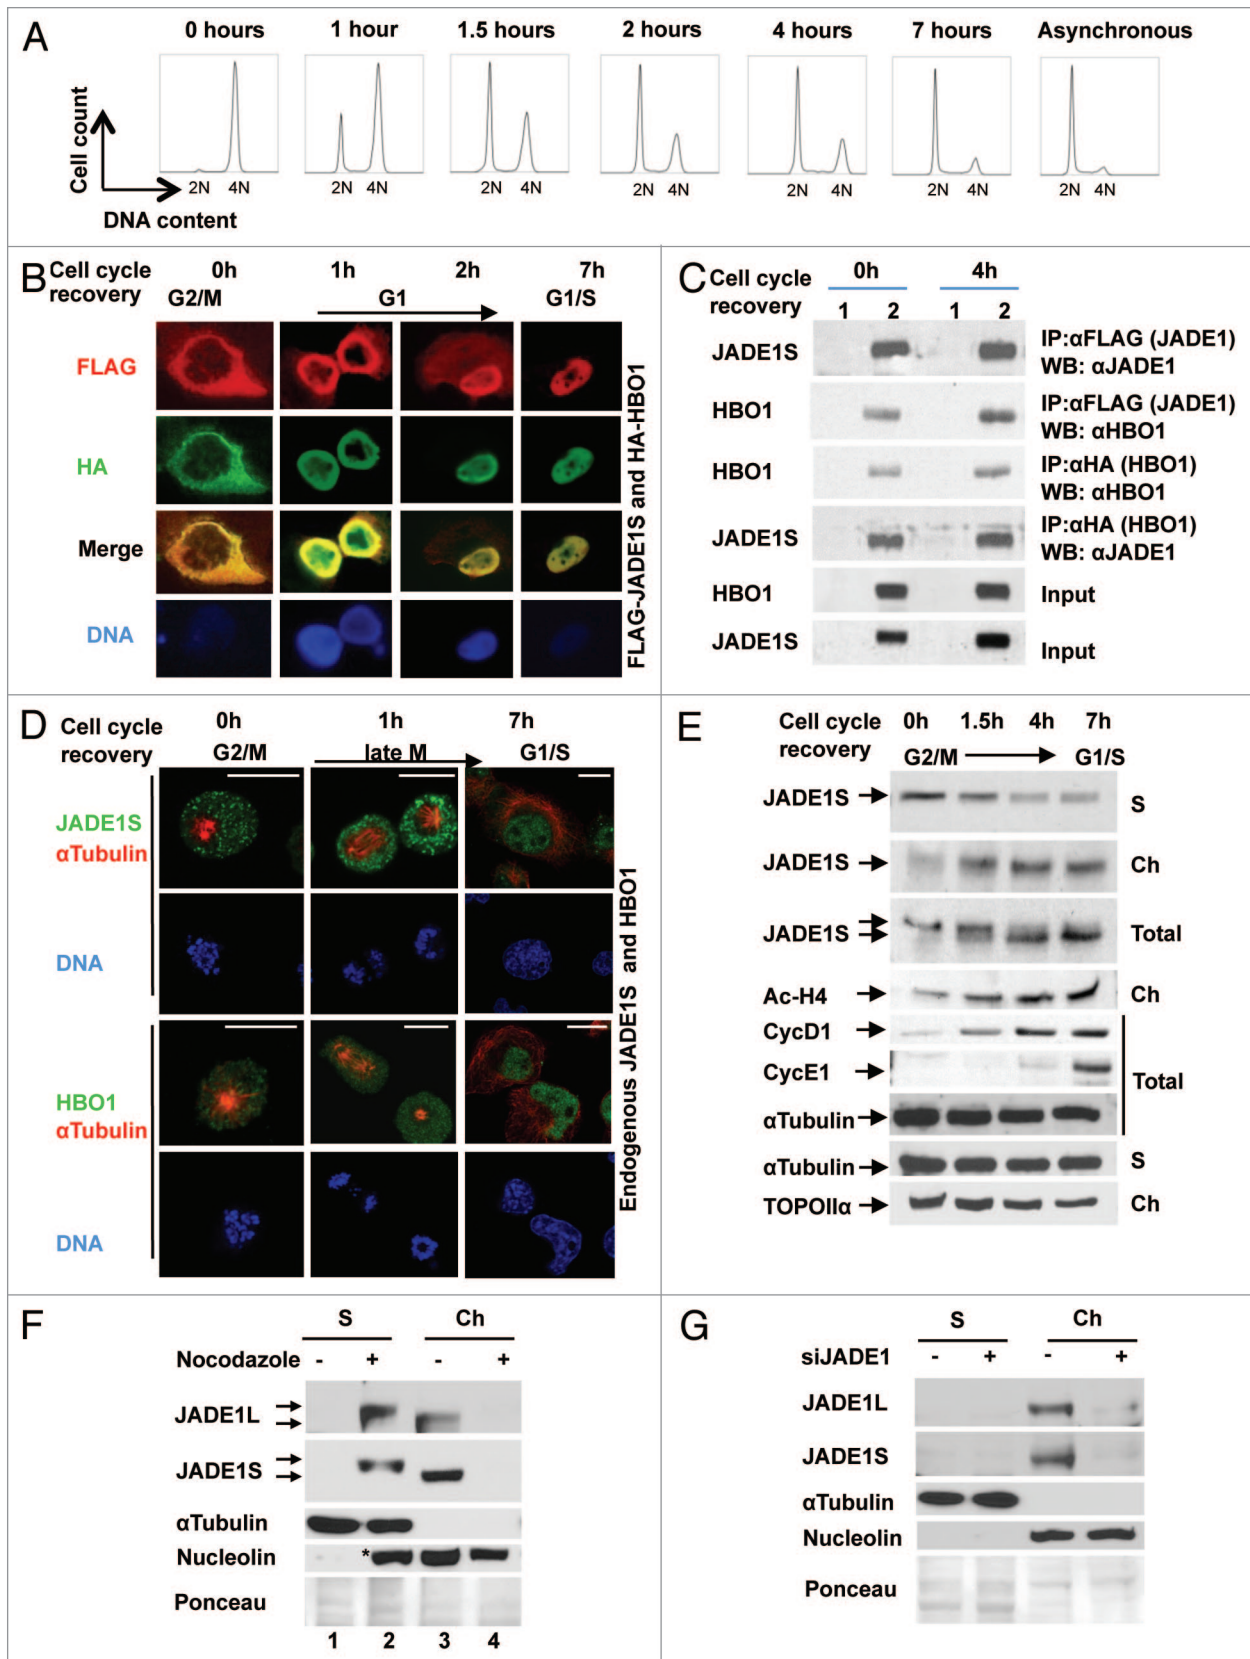 A
0 hours 1 hour 1.5 hours 2 hours 4 hours 7 hours Asynchronous
Cell count
2N 4N 2N 4N 2N 4N 2N 4N 2N 4N 2N 4N 2N 4N
DNA content
B
Cell cycle recovery 0h 1h 2h 7h
G2/M G1 G1/S
FLAG
HA
Merge
DNA
FLAG-JADE1S and HA-HBO1
C
Cell cycle recovery 0h 4h
1 2 1 2
JADE1S IP:αFLAG (JADE1)
WB: αJADE1
HBO1 IP:αFLAG (JADE1)
WB: αHBO1
HBO1 IP:αHA (HBO1)
WB: αHBO1
JADE1S IP:αHA (HBO1)
WB: αJADE1
HBO1 Input
JADE1S Input
D
Cell cycle recovery 0h 1h 7h
G2/M late M G1/S
JADE1S
αTubulin
DNA
HBO1
αTubulin
DNA
Endogenous JADE1S and HBO1
E
Cell cycle recovery 0h 1.5h 4h 7h
G2/M G1/S
JADE1S S
JADE1S Ch
JADE1S Total
Ac-H4 Ch
CycD1
CycE1
Total
αTubulin
αTubulin S
TOPOIIα Ch
F
S Ch
Nocodazole - + - +
JADE1L
JADE1S
αTubulin
Nucleolin *
Ponceau
1 2 3 4
G
S Ch
siJADE1 - + - +
JADE1L
JADE1S
αTubulin
Nucleolin
Ponceau